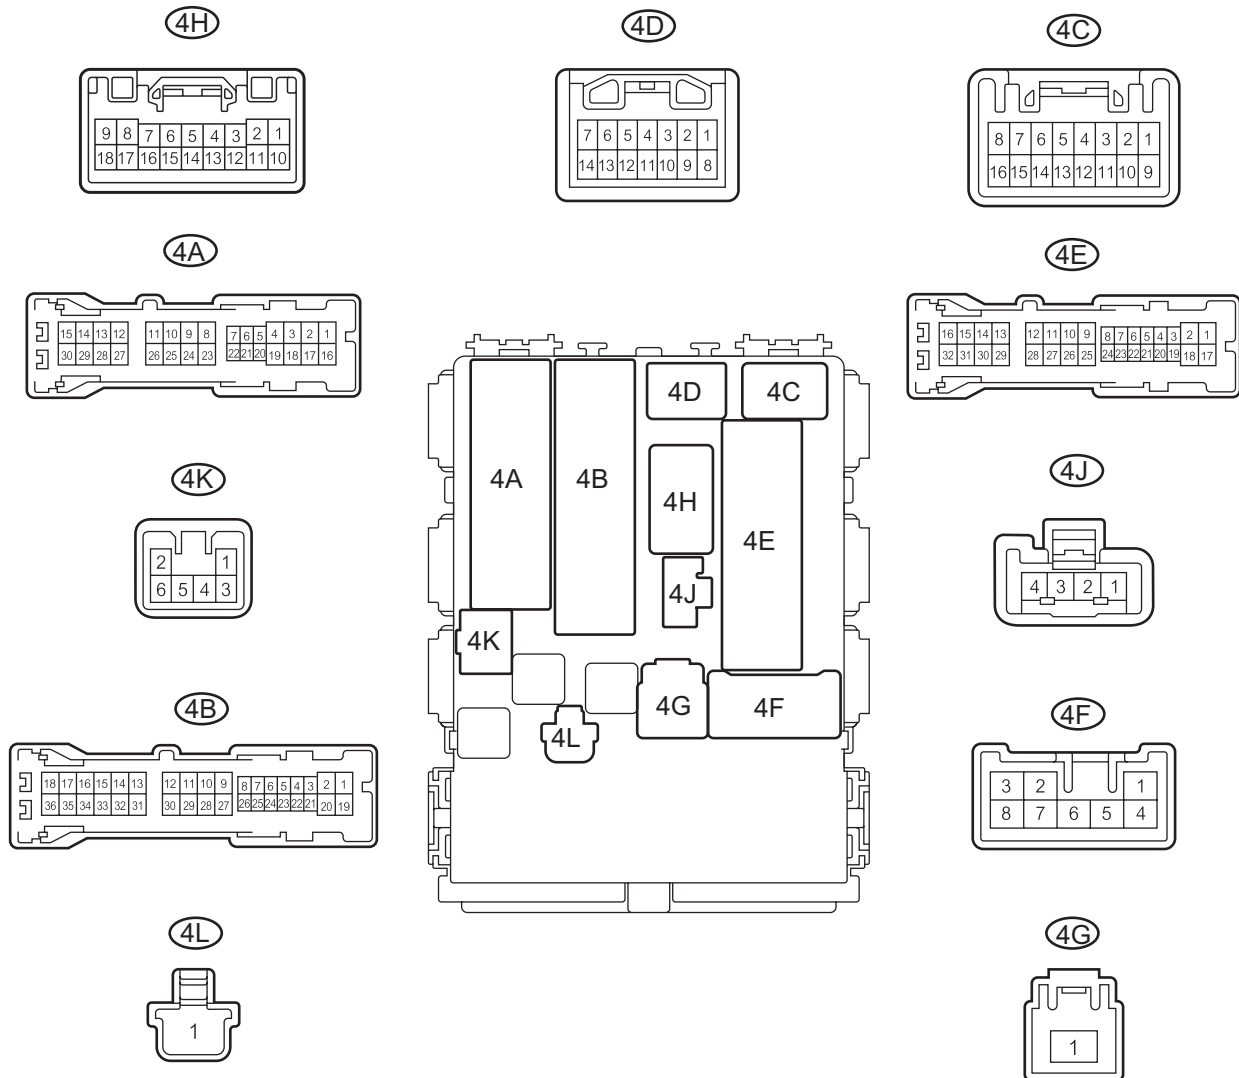 4H
4D
4C
9 8 7 6 5 4 3 2 1
18 17 16 15 14 13 12 11 10
7 6 5 4 3 2 1
14 13 12 11 10 9 8
8 7 6 5 4 3 2 1
16 15 14 13 12 11 10 9
4A
4E
15 14 13 12 11 10 9 8 7 6 5 4 3 2 1
30 29 28 27 26 25 24 23 22 21 20 19 18 17 16
16 15 14 13 12 11 10 9 8 7 6 5 4 3 2 1
32 31 30 29 28 27 26 25 24 23 22 21 20 19 18 17
4D
4C
4A
4B
4H
4E
4J
4K
4G
4F
4L
4K
4J
2 1
6 5 4 3
4 3 2 1
4B
4F
18 17 16 15 14 13 12 11 10 9 8 7 6 5 4 3 2 1
36 35 34 33 32 31 30 29 28 27 26 25 24 23 22 21 20 19
3 2 1
8 7 6 5 4
4L
4G
1
1